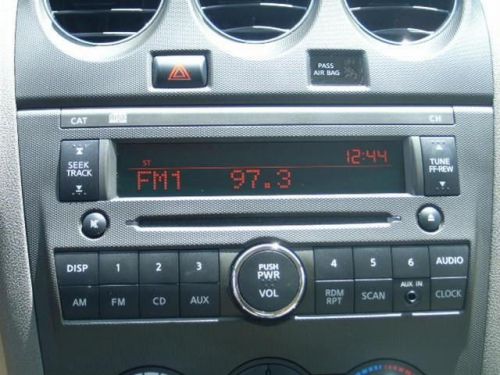 PASS
AIR BAG
CAT
CH
SEEK
TRACK
ST
12:44
FM1 97.3
TUNE
FF-REW
DISP 1 2 3
PUSH
PWR
VOL
4 5 6 AUDIO
AM FM CD AUX
RDM
RPT
SCAN
AUX IN
CLOCK